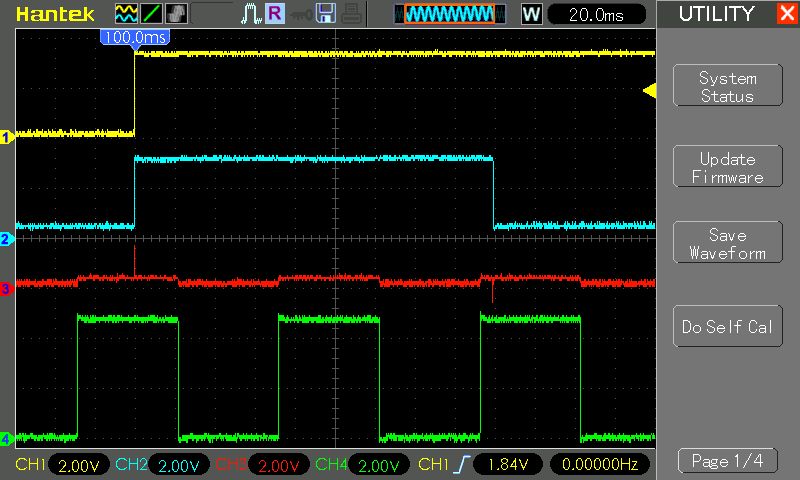 Hantek
R
W
20.0ms
UTILITY
100.0ms
System
Status
1
Update
Firmware
2
Save
Waveform
3
Do Self Cal
4
CH1 2.00V CH2 2.00V CH3 2.00V CH4 2.00V CH1 1.84V 0.00000Hz
Page 1/4